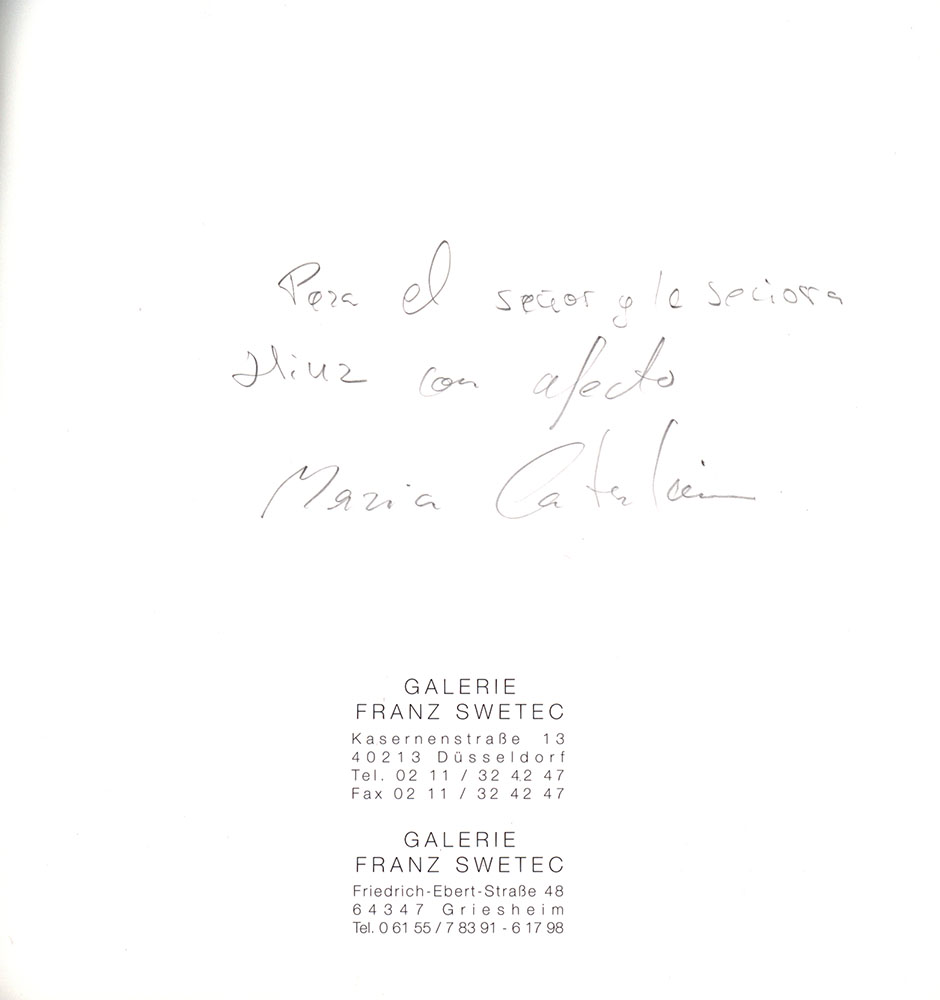 Para el señor y la señora
Hinz con afecto
Maria
GALERIE
FRANZ SWETEC
Kasernenstraße 13
40213 Düsseldorf
Tel. 02 11 / 32 42 47
Fax 02 11 / 32 42 47
GALERIE
FRANZ SWETEC
Friedrich-Ebert-Straße 48
64347 Griesheim
Tel. 0 61 55 / 7 83 91 - 6 17 98